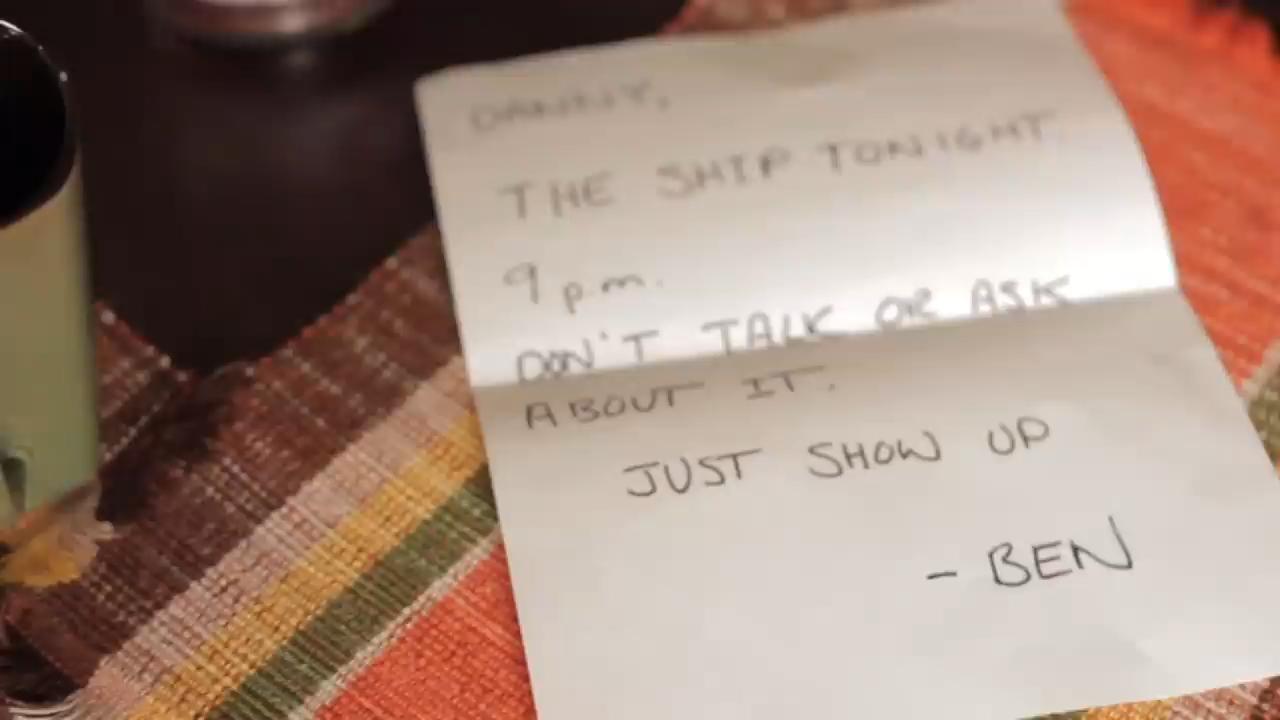 DANNY,
THE SHIP TONIGHT
9 p.m.
DON'T TALK OR ASK
ABOUT IT.
JUST SHOW UP
- BEN